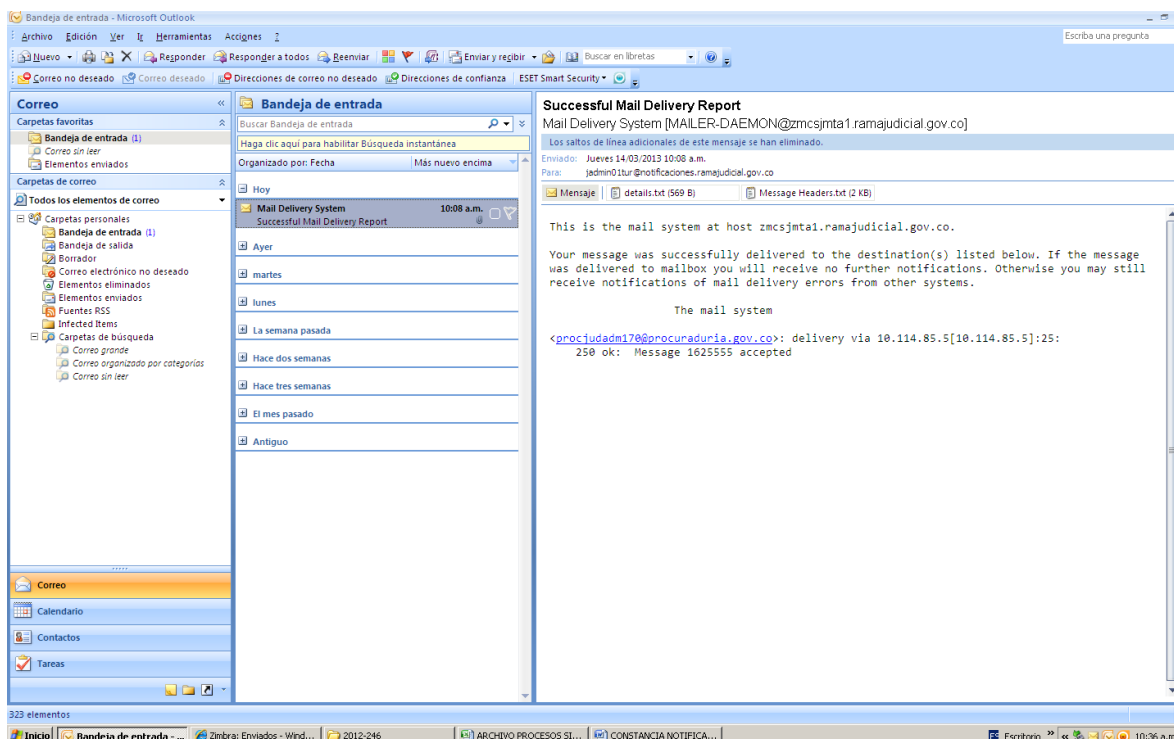 Bandeja de entrada - Microsoft Outlook
Archivo Edición Ver Ir Herramientas Acciones ?
Escriba una pregunta
Nuevo Responder Responder a todos Reenviar Enviar y recibir Buscar en libretas
Correo no deseado Correo deseado Direcciones de correo no deseado Direcciones de confianza ESET Smart Security
Correo
Carpetas favoritas
Bandeja de entrada (1)
Correo sin leer
Elementos enviados
Carpetas de correo
Todos los elementos de correo
Carpetas personales
Bandeja de entrada (1)
Bandeja de salida
Borrador
Correo electrónico no deseado
Elementos eliminados
Elementos enviados
Fuentes RSS
Infected Items
Carpetas de búsqueda
Correo grande
Correo organizado por categorías
Correo sin leer
Correo
Calendario
Contactos
Tareas
Bandeja de entrada
Buscar Bandeja de entrada
Haga clic aquí para habilitar Búsqueda instantánea
Organizado por: Fecha Más nuevo encima
Hoy
Mail Delivery System 10:08 a.m.
Successful Mail Delivery Report
Ayer
martes
lunes
La semana pasada
Hace dos semanas
Hace tres semanas
El mes pasado
Antiguo
Successful Mail Delivery Report
Mail Delivery System [MAILER-DAEMON@zmcsjmta1.ramajudicial.gov.co]
Los saltos de línea adicionales de este mensaje se han eliminado.
Enviado: Jueves 14/03/2013 10:08 a.m.
Para: jadmin01tur@notificaciones.ramajudicial.gov.co
Mensaje details.txt (569 B) Message Headers.txt (2 KB)
This is the mail system at host zmcsjmta1.ramajudicial.gov.co.
Your message was successfully delivered to the destination(s) listed below. If the message
was delivered to mailbox you will receive no further notifications. Otherwise you may still
receive notifications of mail delivery errors from other systems.
The mail system
<procjudadm170@procuraduria.gov.co>: delivery via 10.114.85.5[10.114.85.5]:25:
250 ok: Message 1625555 accepted
323 elementos
Inicio Bandeja de entrada - ... Zimbra: Enviados - Wind... 2012-246 ARCHIVO PROCESOS SI... CONSTANCIA NOTIFICA... ES Escritorio » « 10:36 a.m.